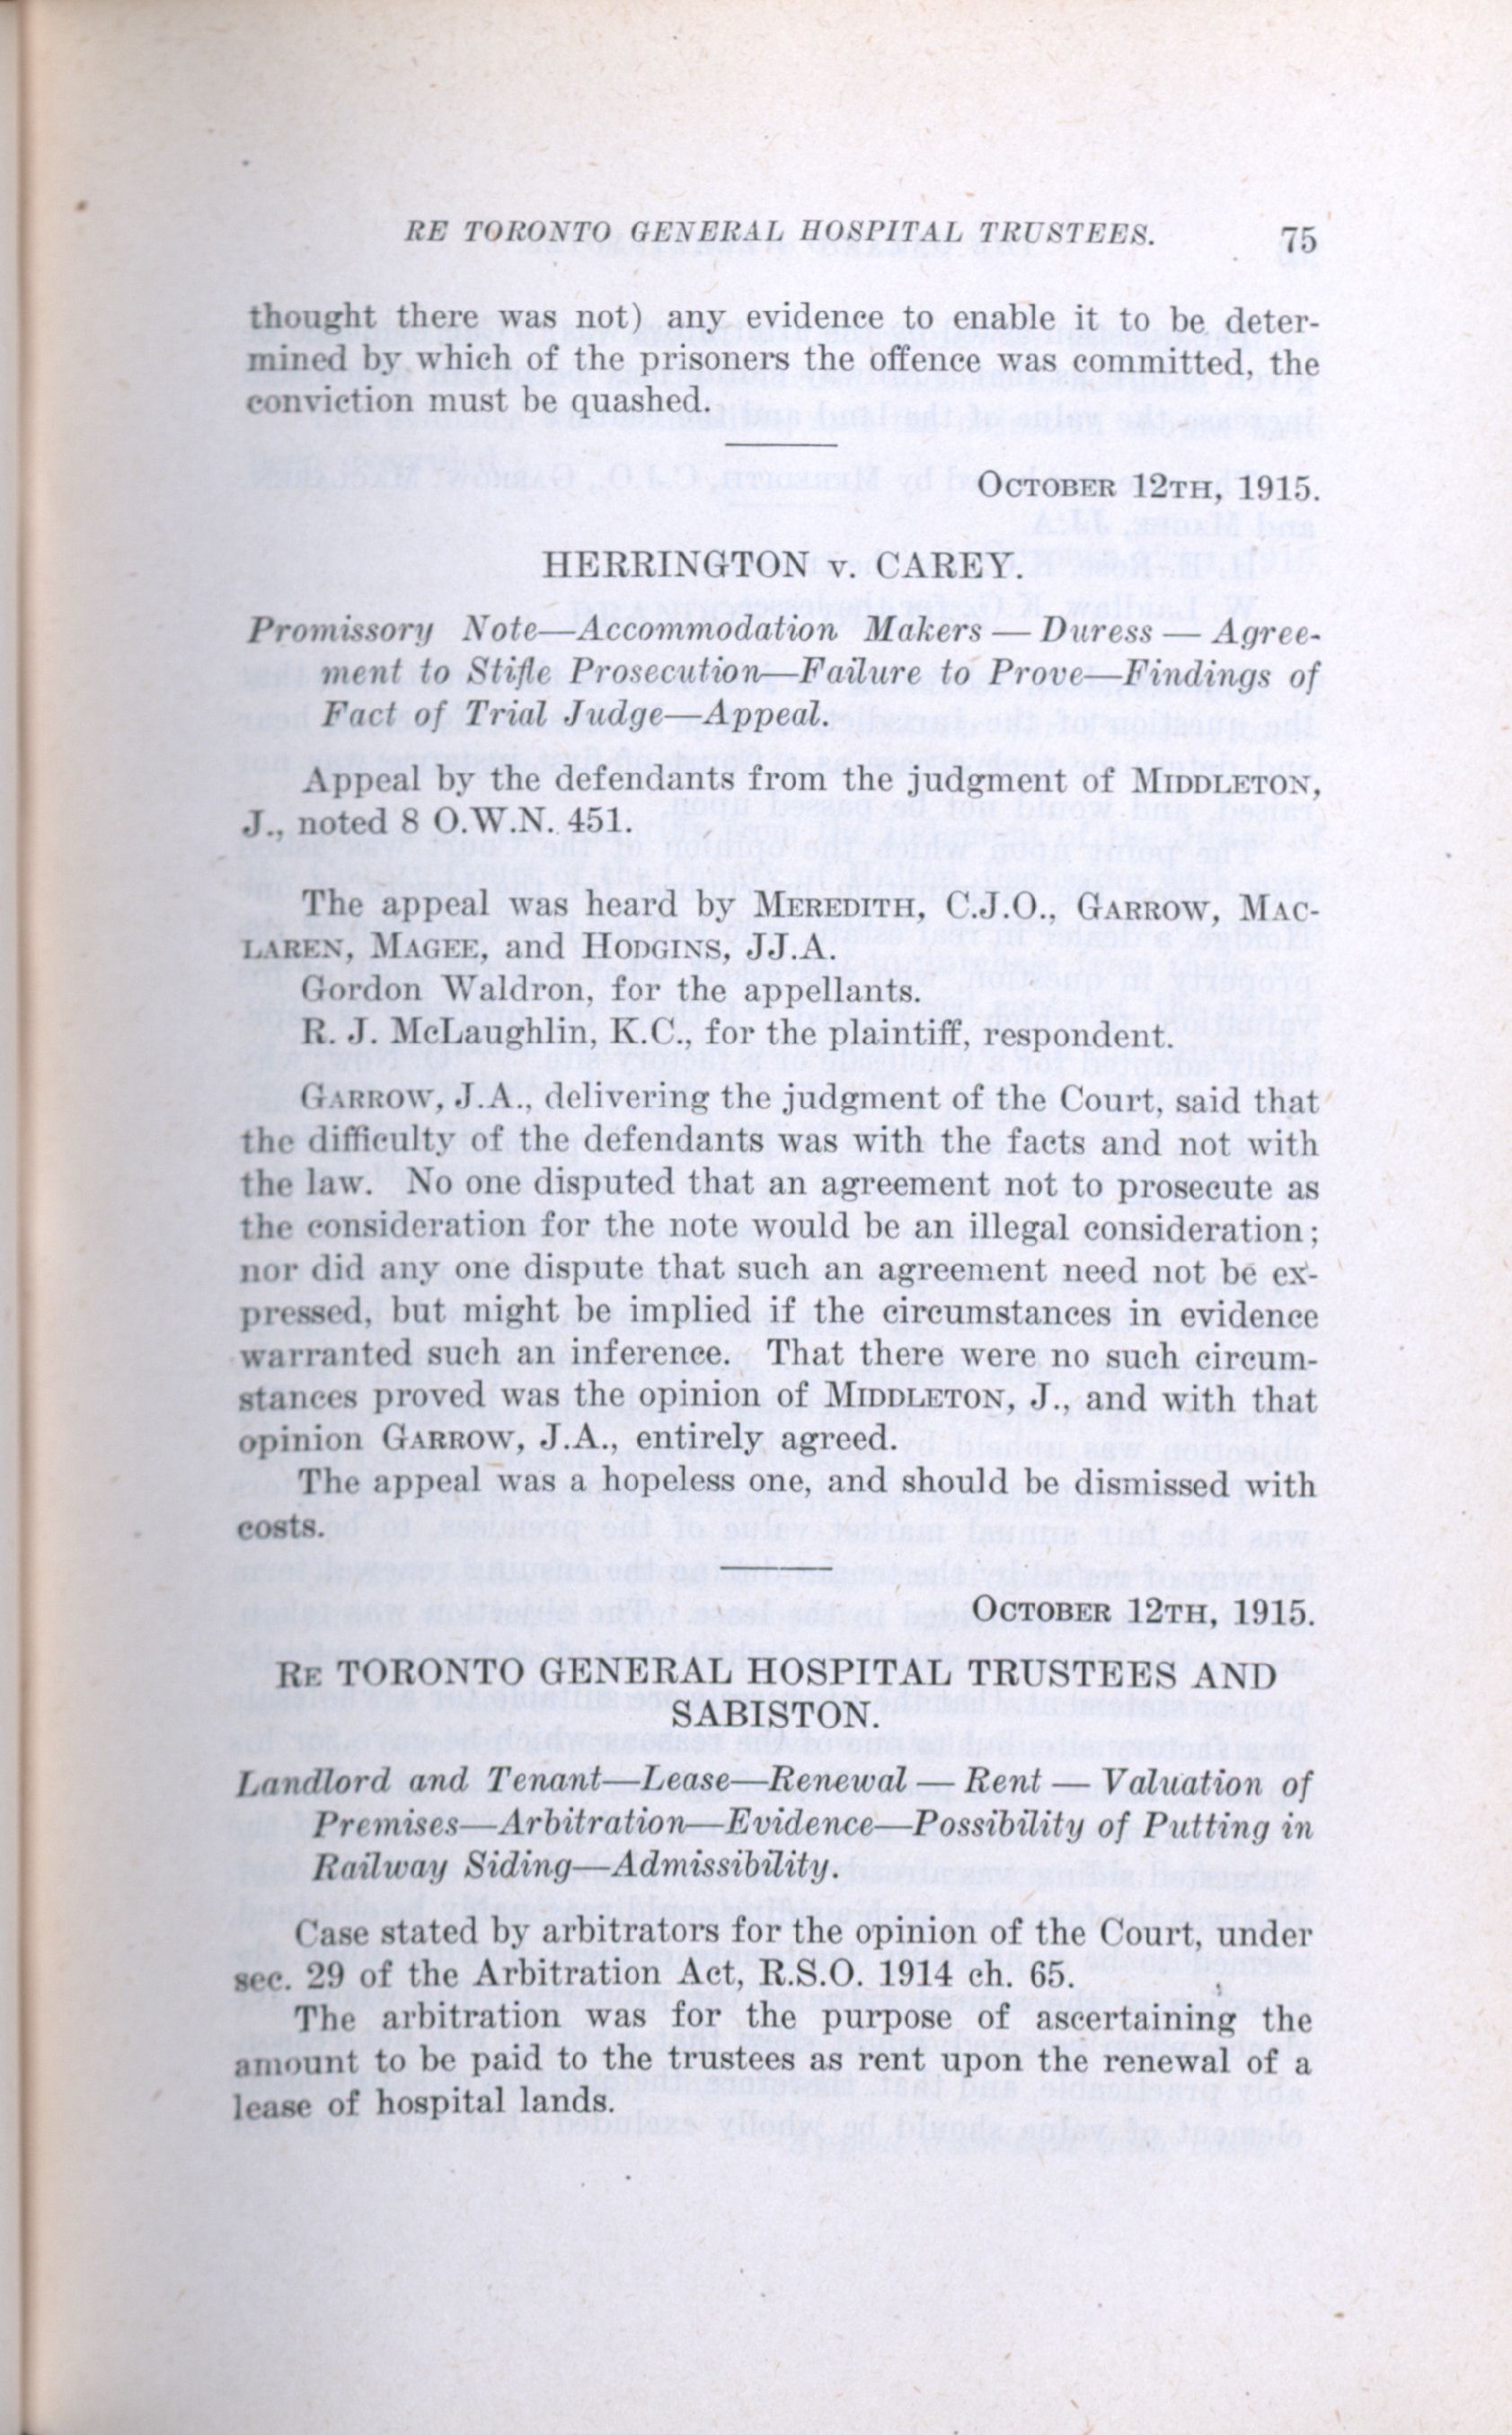 RE TORONTO GENERAL HOSPITAL TRUSTEES. 75
thought there was not) any evidence to enable it to be deter-
mined by which of the prisoners the offence was committed, the
conviction must be quashed.
OCTOBER 12TH, 1915.
HERRINGTON v. CAREY.
Promissory Note—Accommodation Makers — Duress — Agree-
ment to Stifle Prosecution—Failure to Prove—Findings of
Fact of Trial Judge—Appeal.
Appeal by the defendants from the judgment of MIDDLETON,
J., noted 8 O.W.N. 451.
The appeal was heard by MEREDITH, C.J.O., GARROW, MAC-
LAREN, MAGEE, and HODGINS, JJ.A.
Gordon Waldron, for the appellants.
R. J. McLaughlin, K.C., for the plaintiff, respondent.
GARROW, J.A., delivering the judgment of the Court, said that
the difficulty of the defendants was with the facts and not with
the law. No one disputed that an agreement not to prosecute as
the consideration for the note would be an illegal consideration;
nor did any one dispute that such an agreement need not be ex-
pressed, but might be implied if the circumstances in evidence
warranted such an inference. That there were no such circum-
stances proved was the opinion of MIDDLETON, J., and with that
opinion GARROW, J.A., entirely agreed.
The appeal was a hopeless one, and should be dismissed with
costs.
OCTOBER 12TH, 1915.
RE TORONTO GENERAL HOSPITAL TRUSTEES AND
SABISTON.
Landlord and Tenant—Lease—Renewal — Rent — Valuation of
Premises—Arbitration—Evidence—Possibility of Putting in
Railway Siding—Admissibility.
Case stated by arbitrators for the opinion of the Court, under
sec. 29 of the Arbitration Act, R.S.O. 1914 ch. 65.
The arbitration was for the purpose of ascertaining the
amount to be paid to the trustees as rent upon the renewal of a
lease of hospital lands.